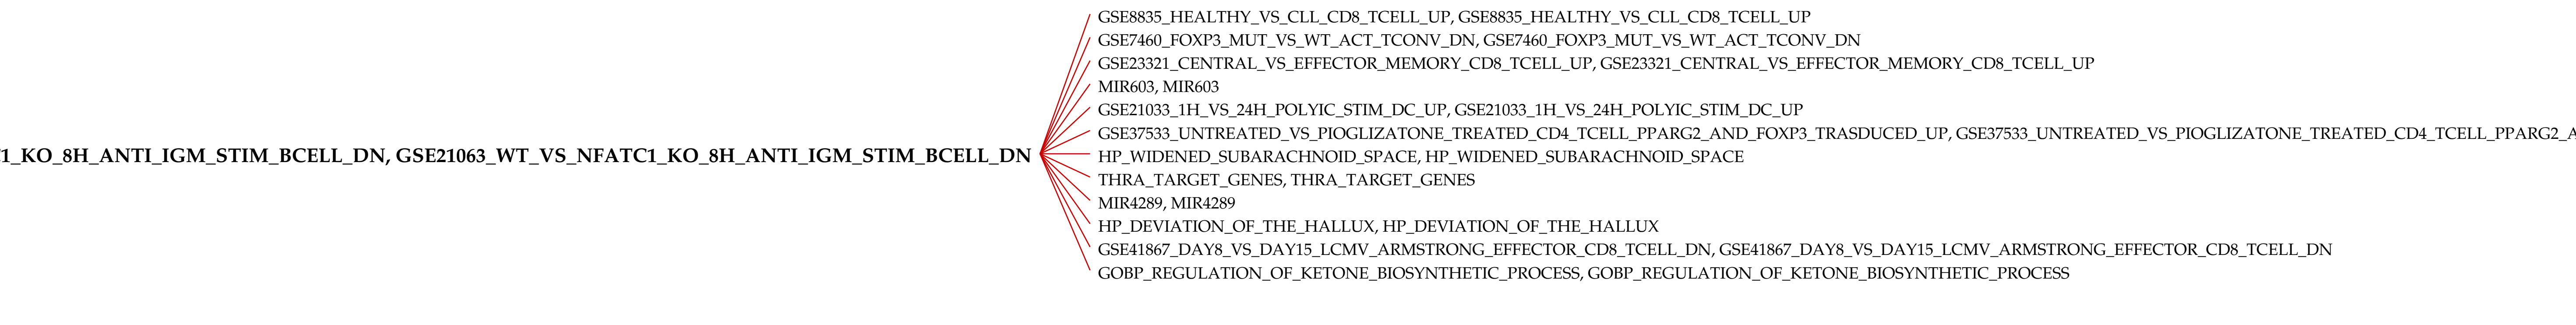 GSE8835_HEALTHY_VS_CLL_CD8_TCELL_UP, GSE8835_HEALTHY_VS_CLL_CD8_TCELL_UP
GSE7460_FOXP3_MUT_VS_WT_ACT_TCONV_DN, GSE7460_FOXP3_MUT_VS_WT_ACT_TCONV_DN
GSE23321_CENTRAL_VS_EFFECTOR_MEMORY_CD8_TCELL_UP, GSE23321_CENTRAL_VS_EFFECTOR_MEMORY_CD8_TCELL_UP
MIR603, MIR603
GSE21033_1H_VS_24H_POLYIC_STIM_DC_UP, GSE21033_1H_VS_24H_POLYIC_STIM_DC_UP
GSE37533_UNTREATED_VS_PIOGLIZATONE_TREATED_CD4_TCELL_PPARG2_AND_FOXP3_TRASDUCED_UP, GSE37533_UNTREATED_VS_PIOGLIZATONE_TREATED_CD4_TCELL_PPARG2_A
1_KO_8H_ANTI_IGM_STIM_BCELL_DN, GSE21063_WT_VS_NFATC1_KO_8H_ANTI_IGM_STIM_BCELL_DN
HP_WIDENED_SUBARACHNOID_SPACE, HP_WIDENED_SUBARACHNOID_SPACE
THRA_TARGET_GENES, THRA_TARGET_GENES
MIR4289, MIR4289
HP_DEVIATION_OF_THE_HALLUX, HP_DEVIATION_OF_THE_HALLUX
GSE41867_DAY8_VS_DAY15_LCMV_ARMSTRONG_EFFECTOR_CD8_TCELL_DN, GSE41867_DAY8_VS_DAY15_LCMV_ARMSTRONG_EFFECTOR_CD8_TCELL_DN
GOBP_REGULATION_OF_KETONE_BIOSYNTHETIC_PROCESS, GOBP_REGULATION_OF_KETONE_BIOSYNTHETIC_PROCESS